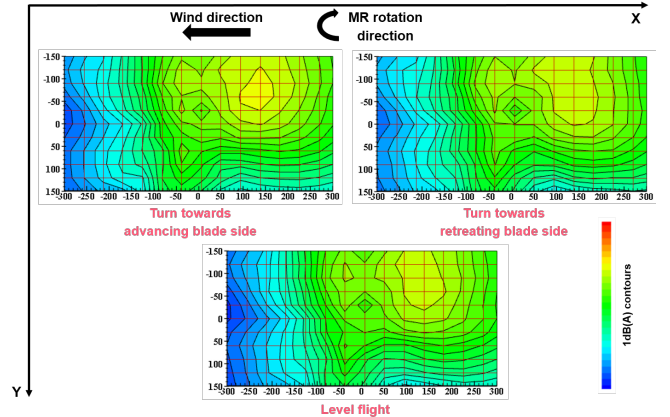 Wind direction
MR rotation
direction
X
-150
-100
-50
0
50
100
150
-300 -250 -200 -150 -100 -50 0 50 100 150 200 250 300
Turn towards
advancing blade side
-150
-100
-50
0
50
100
150
-300 -250 -200 -150 -100 -50 0 50 100 150 200 250 300
Turn towards
retreating blade side
-150
-100
-50
0
50
100
150
-300 -250 -200 -150 -100 -50 0 50 100 150 200 250 300
Level flight
1dB(A) contours
Y